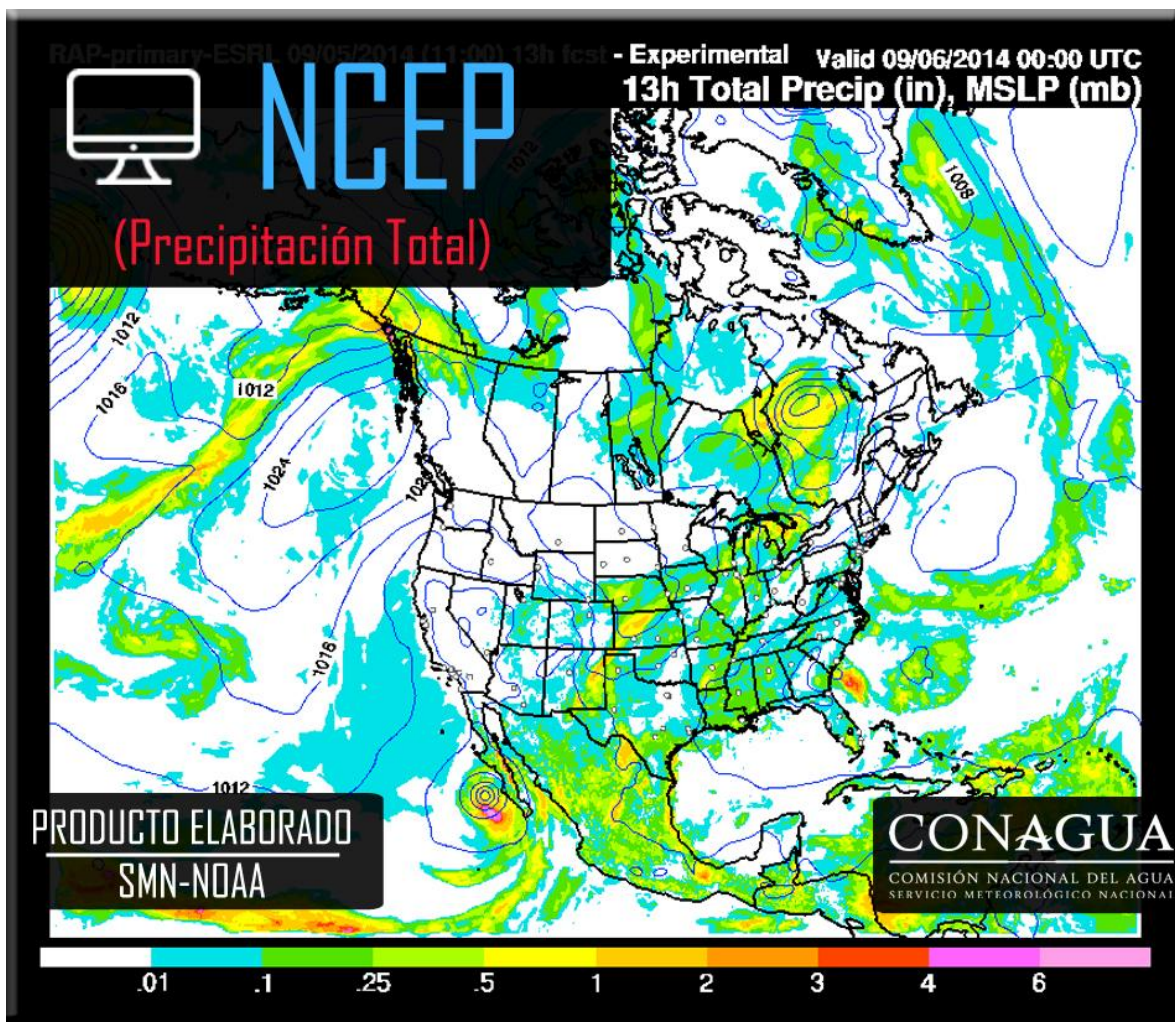 RAP-primary-ESRL 09/05/2014 (11:00) 13h fcst - Experimental Valid 09/06/2014 00:00 UTC
13h Total Precip (in), MSLP (mb)
NCEP
(Precipitación Total)
1012
1008
1012
1016
1012
1024
1016
1012
PRODUCTO ELABORADO
SMN-NOAA
CONAGUA
COMISIÓN NACIONAL DEL AGUA
SERVICIO METEOROLÓGICO NACIONAL
.01 .1 .25 .5 1 2 3 4 6